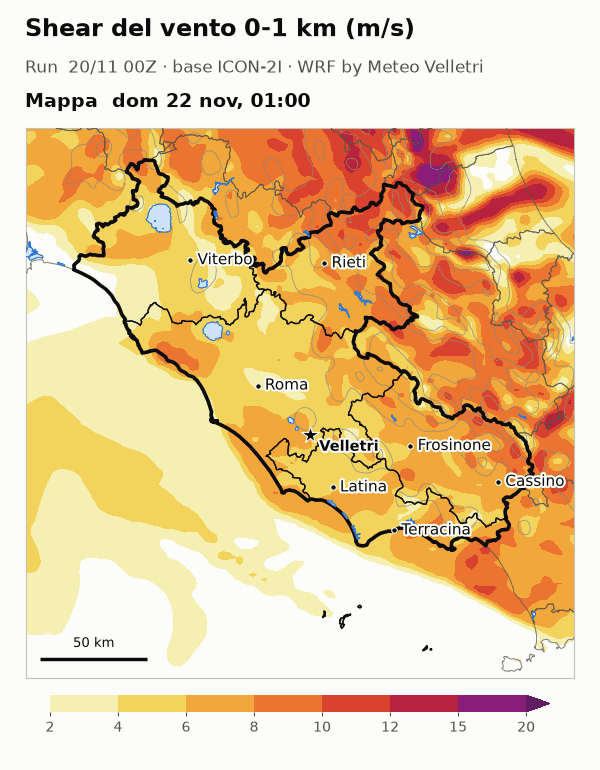 Shear del vento 0-1 km (m/s)
Run  20/11 00Z · base ICON-2I · WRF by Meteo Velletri
Mappa  dom 22 nov, 01:00
Viterbo
Rieti
Roma
Velletri
Frosinone
Cassino
Latina
Terracina
50 km
2 4 6 8 10 12 15 20